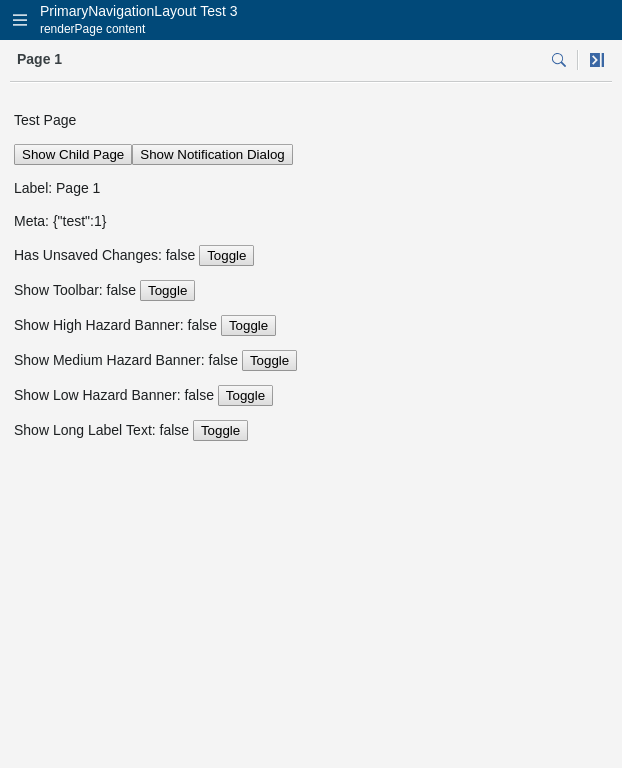 PrimaryNavigationLayout Test 3
renderPage content
Page 1
Test Page
Show Child Page Show Notification Dialog
Label: Page 1
Meta: {"test":1}
Has Unsaved Changes: false Toggle
Show Toolbar: false Toggle
Show High Hazard Banner: false Toggle
Show Medium Hazard Banner: false Toggle
Show Low Hazard Banner: false Toggle
Show Long Label Text: false Toggle